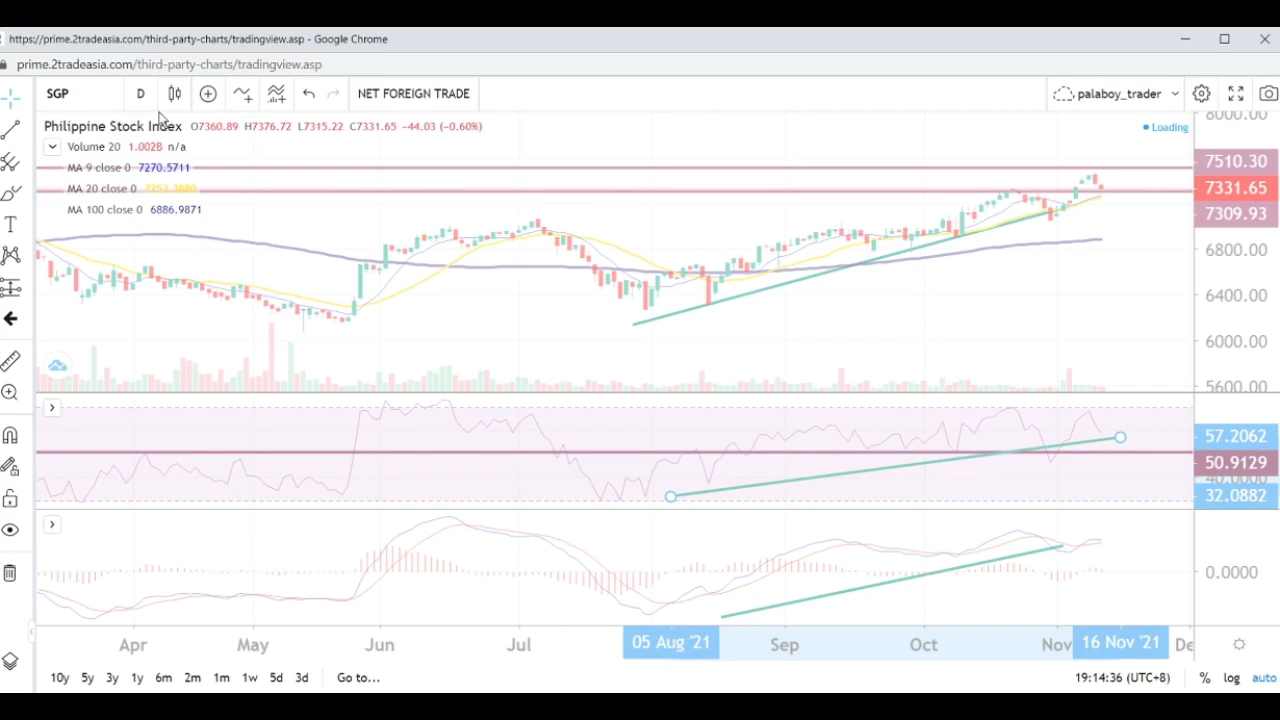 https://prime.2tradeasia.com/third-party-charts/tradingview.asp - Google Chrome
prime.2tradeasia.com/third-party-charts/tradingview.asp
SGP D NET FOREIGN TRADE palaboy_trader
Philippine Stock Index O7360.89 H7376.72 L7315.22 C7331.65 −44.03 (−0.60%)
Loading
Volume 20 1.002B n/a
MA 9 close 0 7270.5711
MA 20 close 0
MA 100 close 0 6886.9871
8000.00
7510.30
7331.65
7309.93
6800.00
6400.00
6000.00
5600.00
57.2062
50.9129
40.0000
32.0882
0.0000
Apr May Jun Jul 05 Aug '21 Sep Oct Nov 16 Nov '21 De
10y 5y 3y 1y 6m 2m 1m 1w 5d 3d Go to... 19:14:36 (UTC+8) % log auto